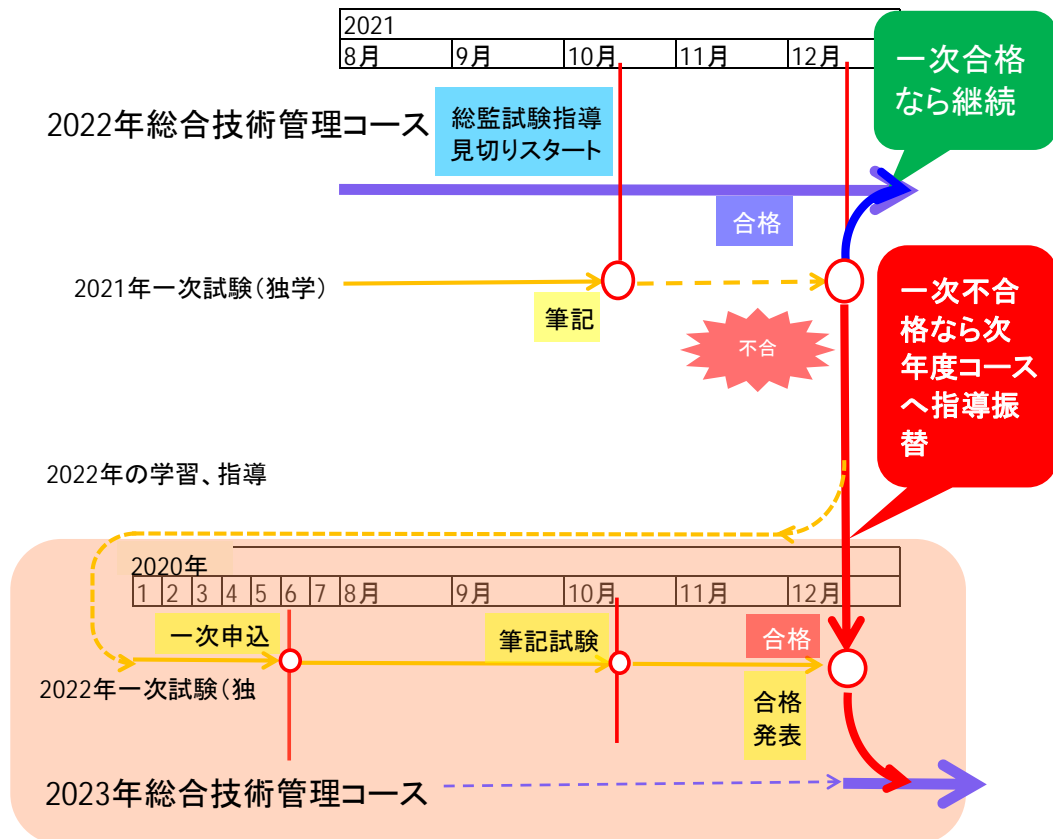 2021
8月 9月 10月 11月 12月
一次合格
なら継続
2022年総合技術管理コース
総監試験指導
見切りスタート
合格
2021年一次試験（独学）
筆記
不合
一次不合
格なら次
年度コース
へ指導振
替
2022年の学習、指導
2020年
1 2 3 4 5 6 7 8月 9月 10月 11月 12月
一次申込
筆記試験
合格
2022年一次試験（独
合格
発表
2023年総合技術管理コース